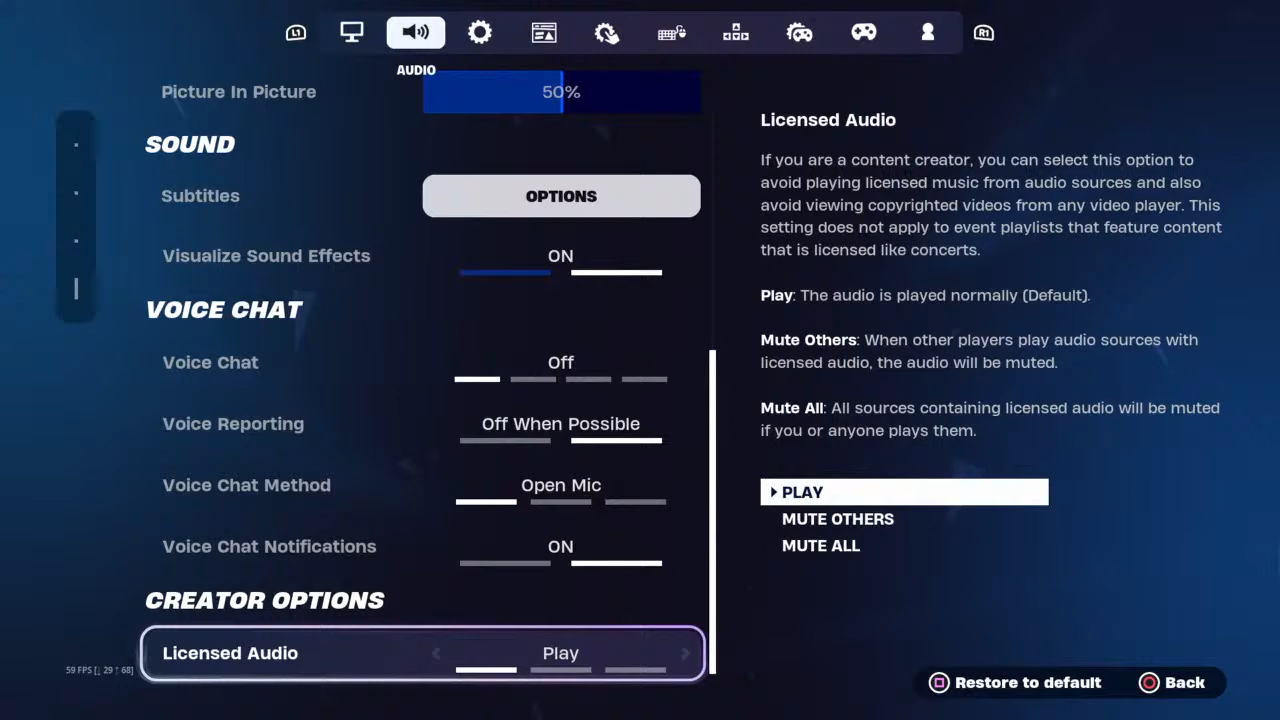 L1
R1
AUDIO
Picture In Picture
50%
SOUND
Subtitles
OPTIONS
Visualize Sound Effects
ON
VOICE CHAT
Voice Chat
Off
Voice Reporting
Off When Possible
Voice Chat Method
Open Mic
Voice Chat Notifications
ON
CREATOR OPTIONS
Licensed Audio
Play
59 FPS [↓ 29 ↑ 68]
Licensed Audio
If you are a content creator, you can select this option to
avoid playing licensed music from audio sources and also
avoid viewing copyrighted videos from any video player. This
setting does not apply to event playlists that feature content
that is licensed like concerts.
Play: The audio is played normally (Default).
Mute Others: When other players play audio sources with
licensed audio, the audio will be muted.
Mute All: All sources containing licensed audio will be muted
if you or anyone plays them.
PLAY
MUTE OTHERS
MUTE ALL
Restore to default
Back